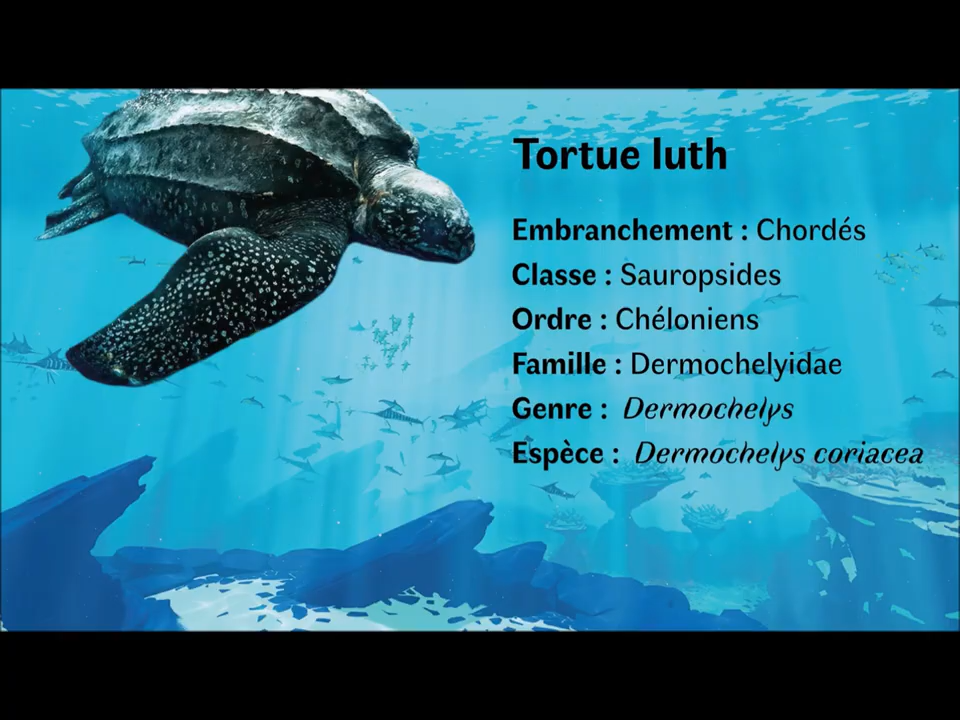 Tortue luth
Embranchement : Chordés
Classe : Sauropsides
Ordre : Chéloniens
Famille : Dermochelyidae
Genre : Dermochelys
Espèce : Dermochelys coriacea